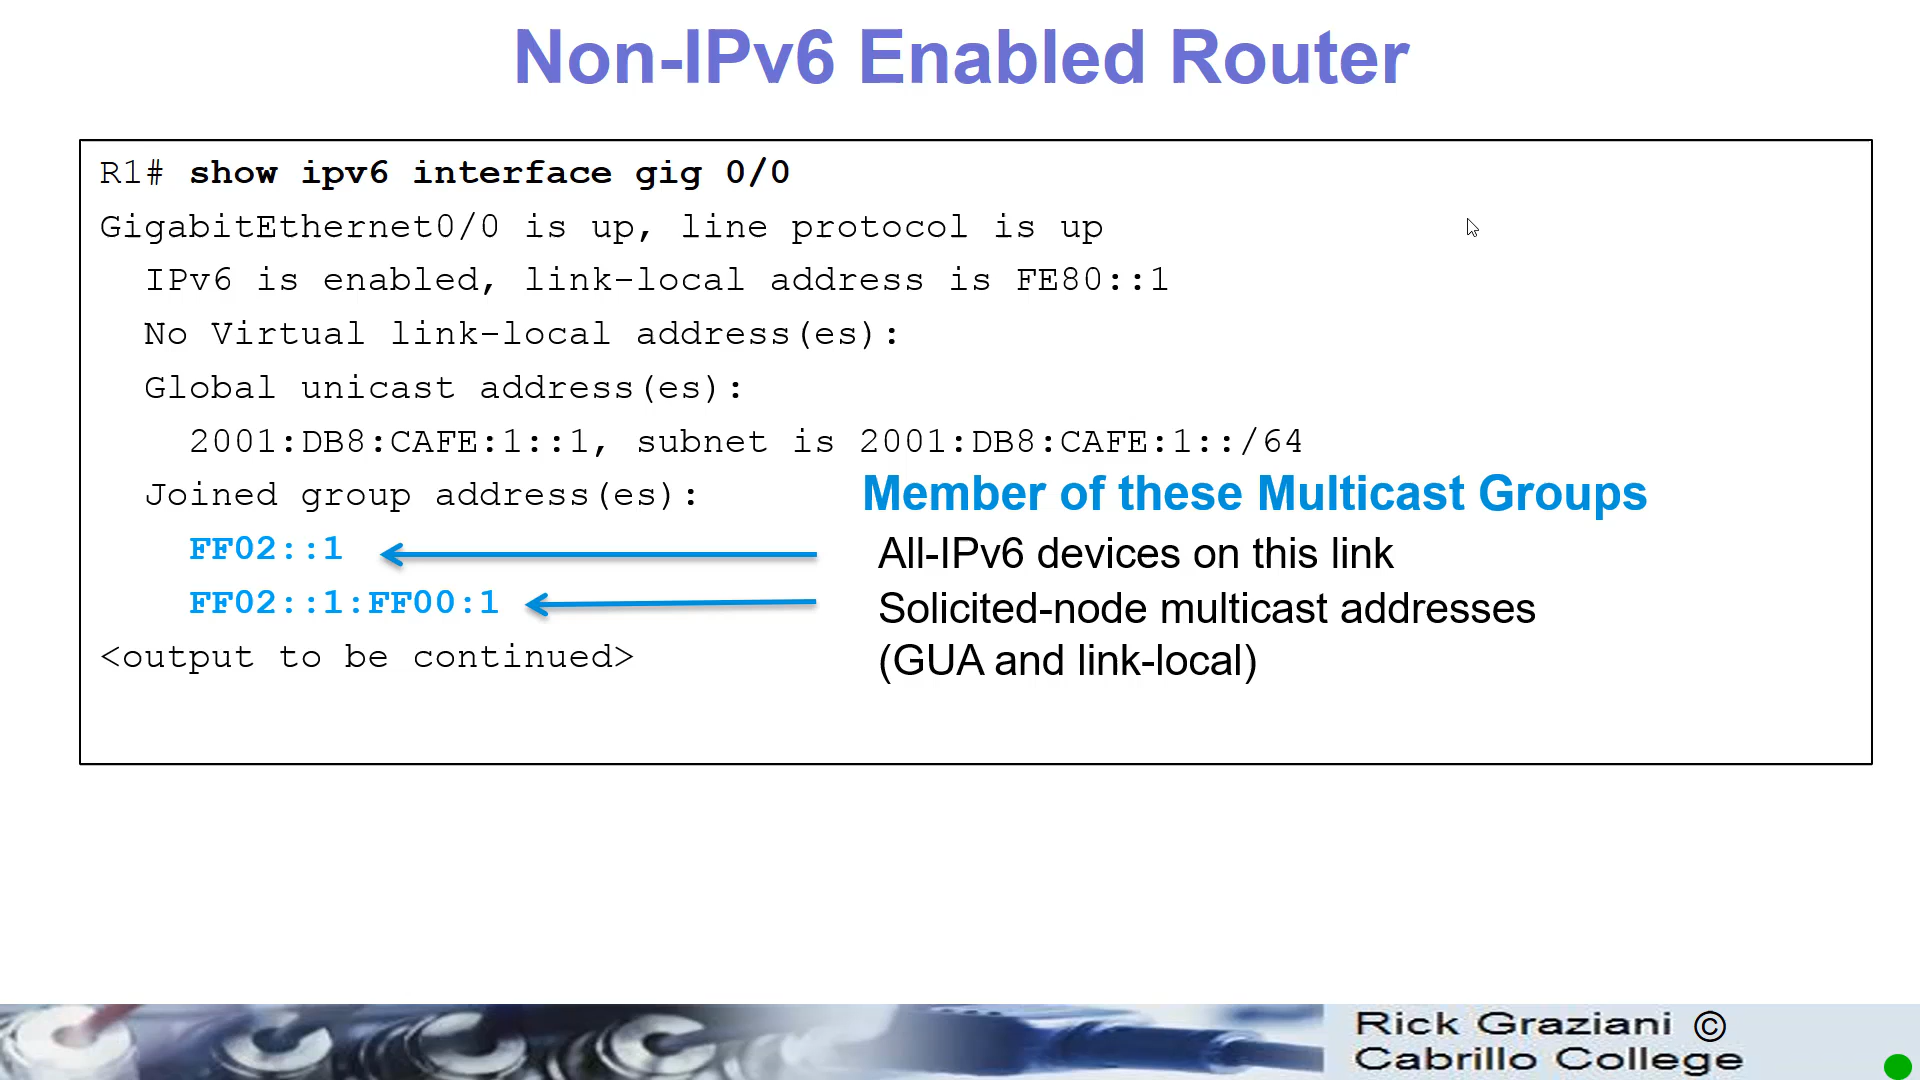 Non-IPv6 Enabled Router
R1# show ipv6 interface gig 0/0
GigabitEthernet0/0 is up, line protocol is up
IPv6 is enabled, link-local address is FE80::1
No Virtual link-local address(es):
Global unicast address(es):
2001:DB8:CAFE:1::1, subnet is 2001:DB8:CAFE:1::/64
Joined group address(es):
Member of these Multicast Groups
FF02::1
All-IPv6 devices on this link
FF02::1:FF00:1
Solicited-node multicast addresses
(GUA and link-local)
<output to be continued>
Rick Graziani ©
Cabrillo College